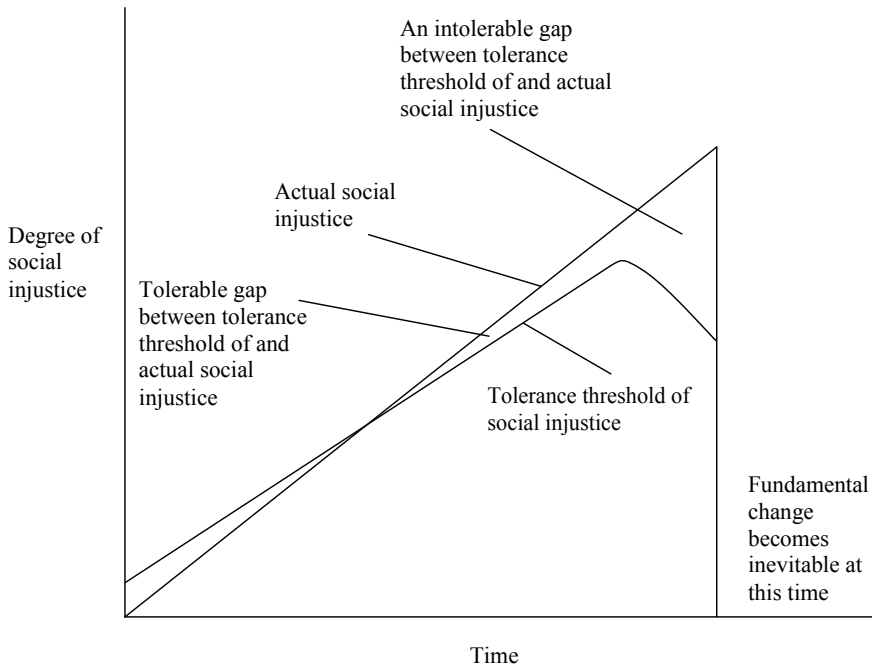 An intolerable gap
between tolerance
threshold of and actual
social injustice
Actual social
injustice
Degree of
social
injustice
Tolerable gap
between tolerance
threshold of and
actual social
injustice
Tolerance threshold of
social injustice
Fundamental
change
becomes
inevitable at
this time
Time